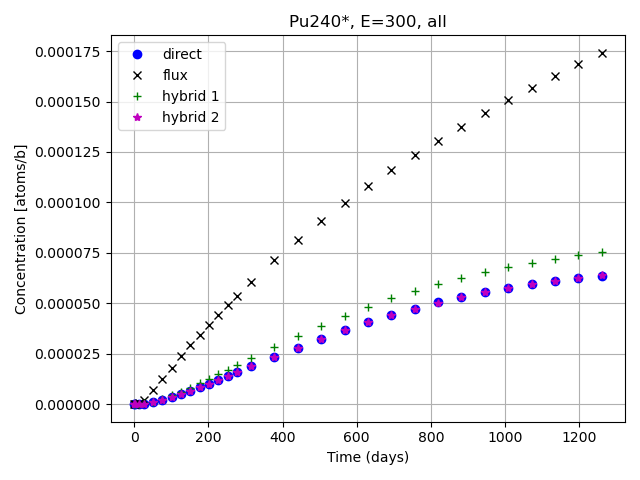 Pu240*, E=300, all
direct
flux
hybrid 1
hybrid 2
0.000175
0.000150
0.000125
0.000100
0.000075
0.000050
0.000025
0.000000
Concentration [atoms/b]
0 200 400 600 800 1000 1200
Time (days)